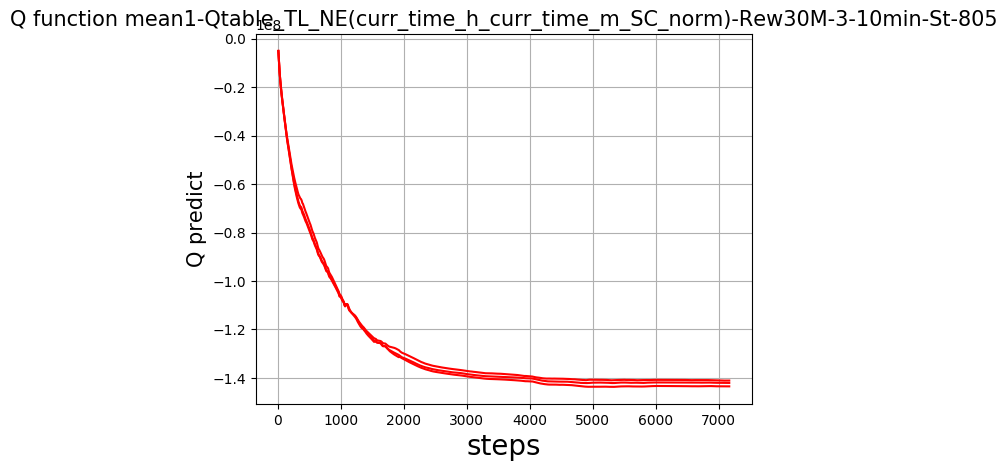 Q function mean1-Qtable_TL_NE(curr_time_h_curr_time_m_SC_norm)-Rew30M-3-10min-St-805
1e8
0.0
−0.2
−0.4
−0.6
−0.8
−1.0
−1.2
−1.4
Q predict
0 1000 2000 3000 4000 5000 6000 7000
steps